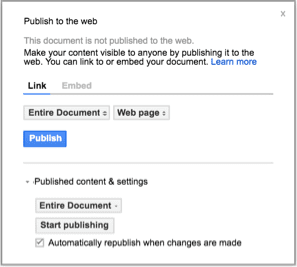 Publish to the web
x
This document is not published to the web.
Make your content visible to anyone by publishing it to the
web. You can link to or embed your document. Learn more
Link Embed
Entire Document Web page
Publish
Published content & settings
Entire Document
Start publishing
Automatically republish when changes are made